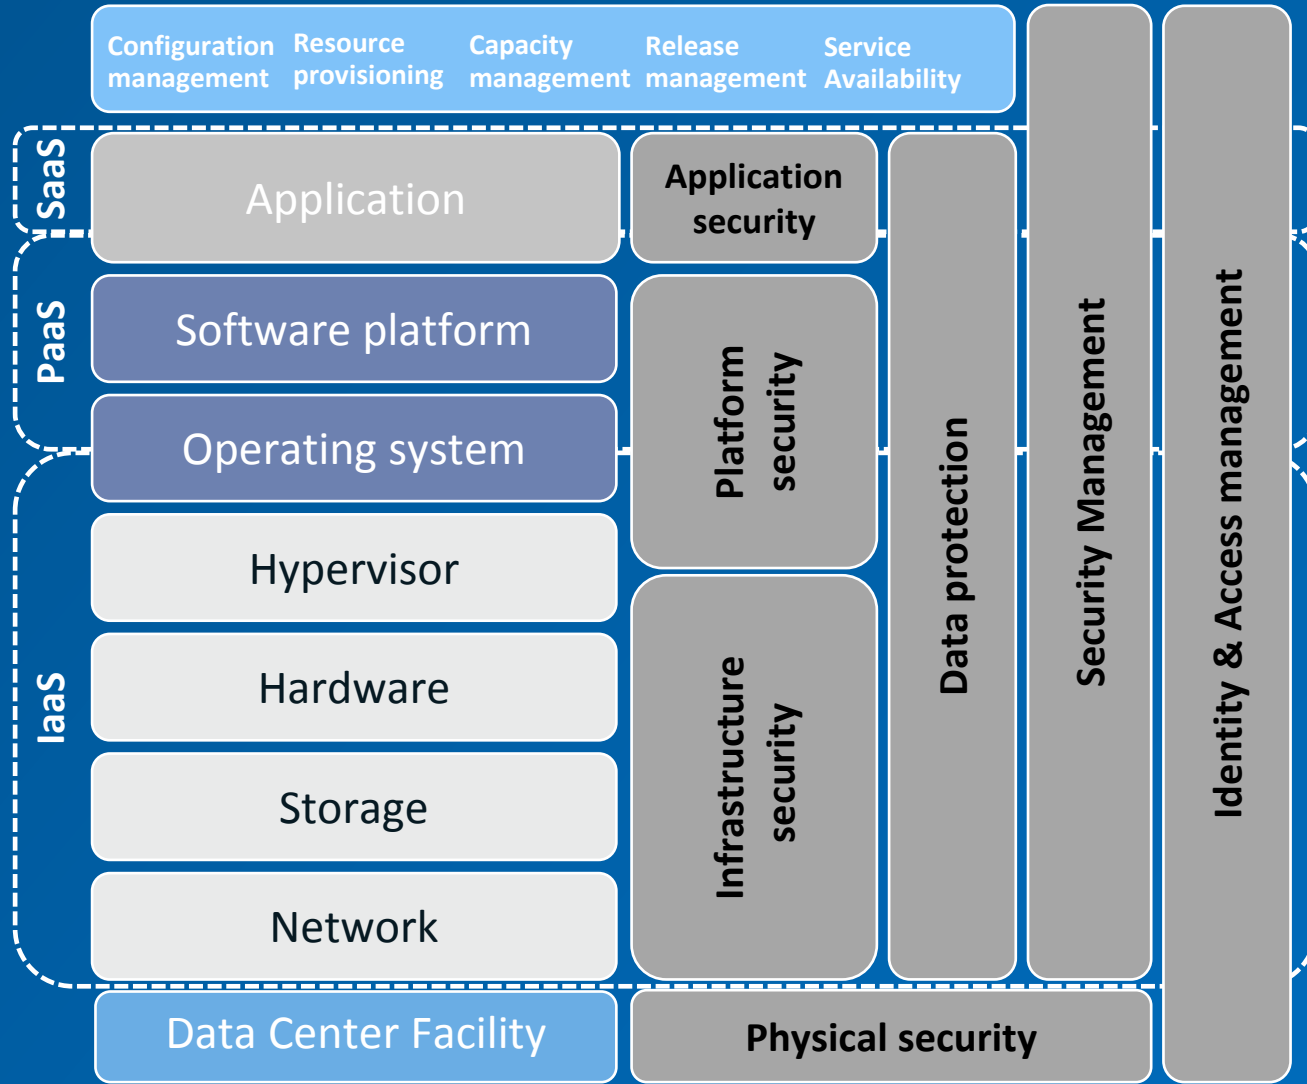 Configuration
management
Resource
provisioning
Capacity
management
Release
management
Service
Availability
SaaS
Application
Application
security
PaaS
Software platform
Operating system
Platform
security
IaaS
Hypervisor
Hardware
Storage
Network
Infrastructure
security
Data protection
Security Management
Identity & Access management
Data Center Facility
Physical security